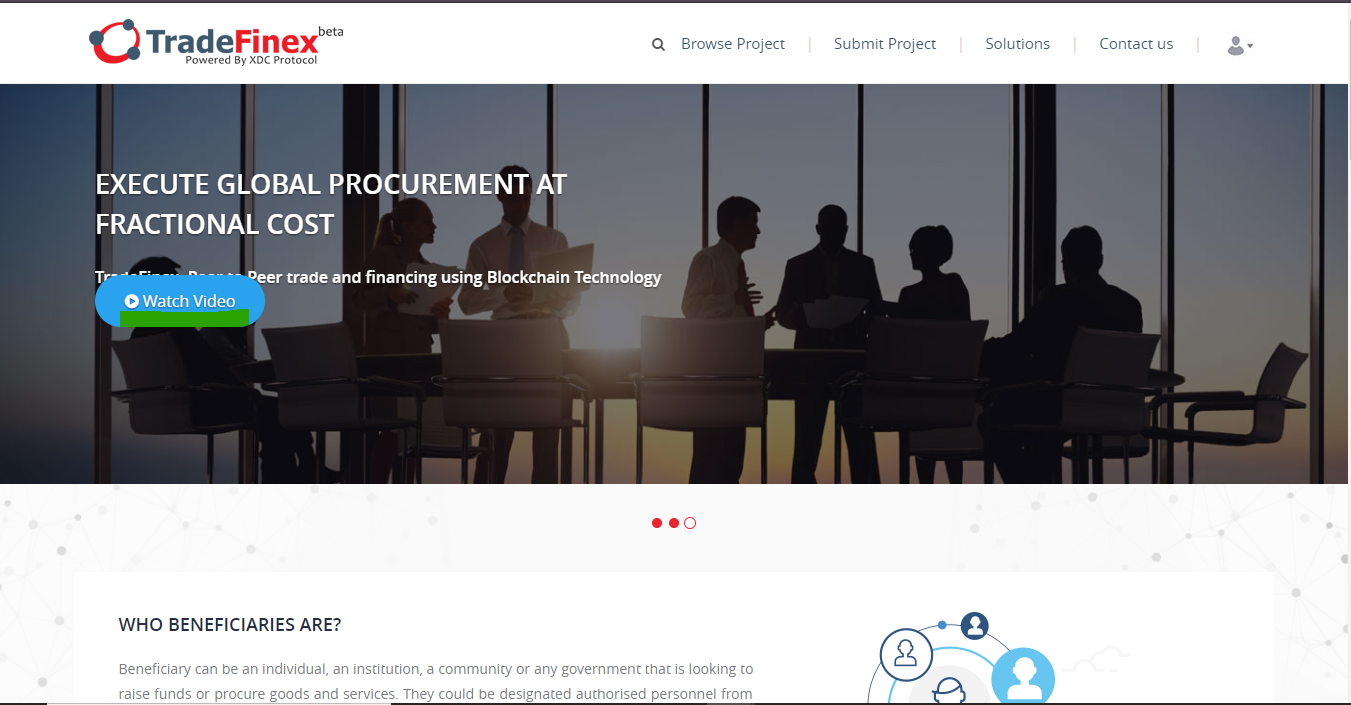 TradeFinex beta
Powered By XDC Protocol
Browse Project
Submit Project
Solutions
Contact us
EXECUTE GLOBAL PROCUREMENT AT
FRACTIONAL COST
TradeFinex, Peer to Peer trade and financing using Blockchain Technology
Watch Video
WHO BENEFICIARIES ARE?
Beneficiary can be an individual, an institution, a community or any government that is looking to
raise funds or procure goods and services. They could be designated authorised personnel from